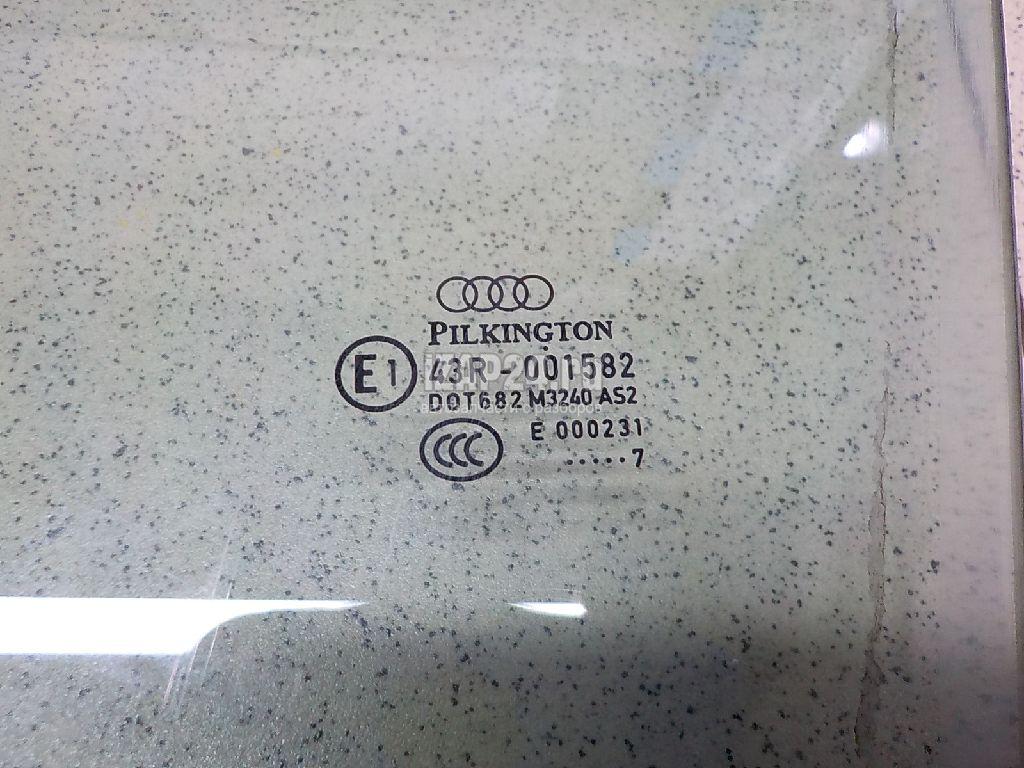 PILKINGTON
E1 43R-001582
DOT682 M3240 AS2
CCC E 000231
.....7